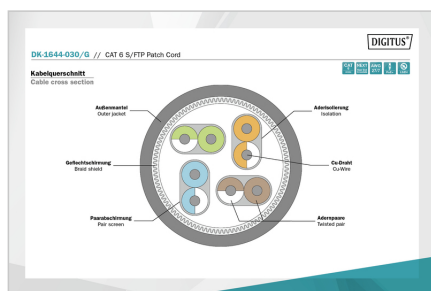 DIGITUS®
DK-1644-030/G // CAT 6 S/FTP Patch Cord
Kabelquerschnitt
Cable cross section
Außenmantel
Outer jacket
Aderisolierung
Isolation
Geflechtschirmung
Braid shield
Cu-Draht
Cu-Wire
Paarabschirmung
Pair screen
Adernpaare
Twisted pair